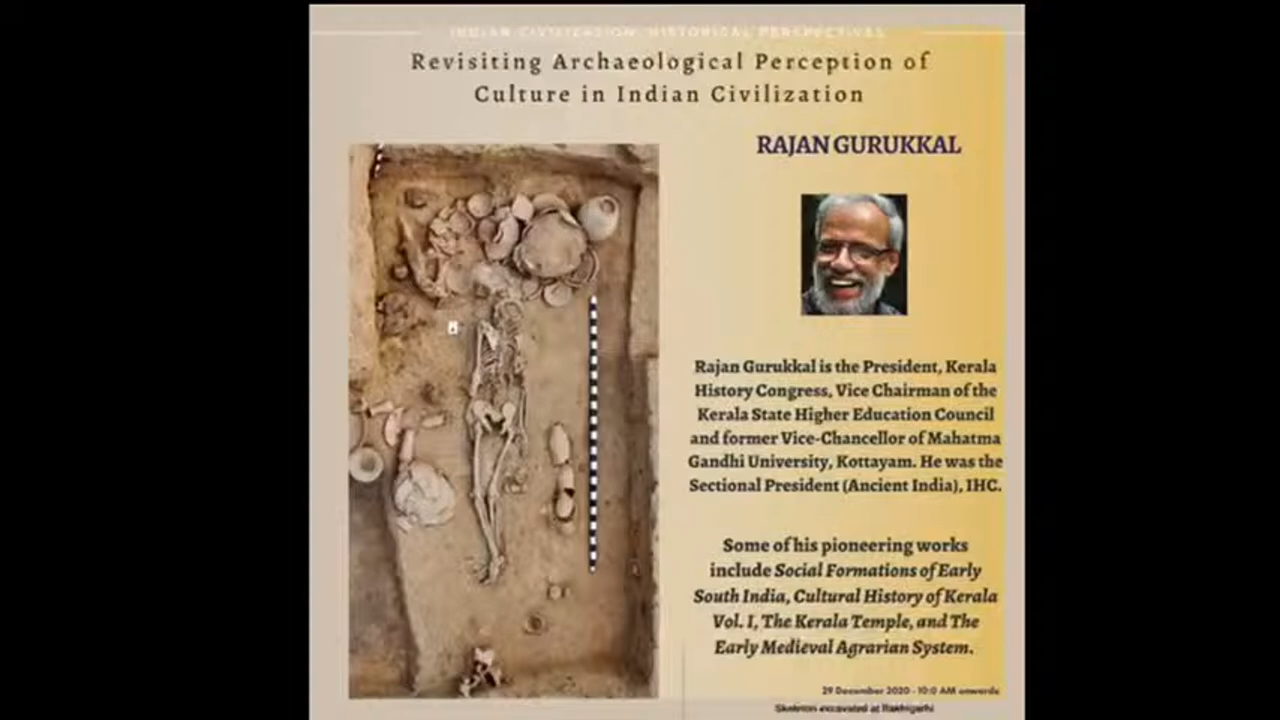 INDIAN CIVILIZATION: HISTORICAL PERSPECTIVES
Revisiting Archaeological Perception of
Culture in Indian Civilization
RAJAN GURUKKAL
Rajan Gurukkal is the President, Kerala
History Congress, Vice Chairman of the
Kerala State Higher Education Council
and former Vice-Chancellor of Mahatma
Gandhi University, Kottayam. He was the
Sectional President (Ancient India), IHC.
Some of his pioneering works
include Social Formations of Early
South India, Cultural History of Kerala
Vol. I, The Kerala Temple, and The
Early Medieval Agrarian System.
29 December 2020 - 10:0 AM onwards
Skeleton excavated at Rakhigarhi